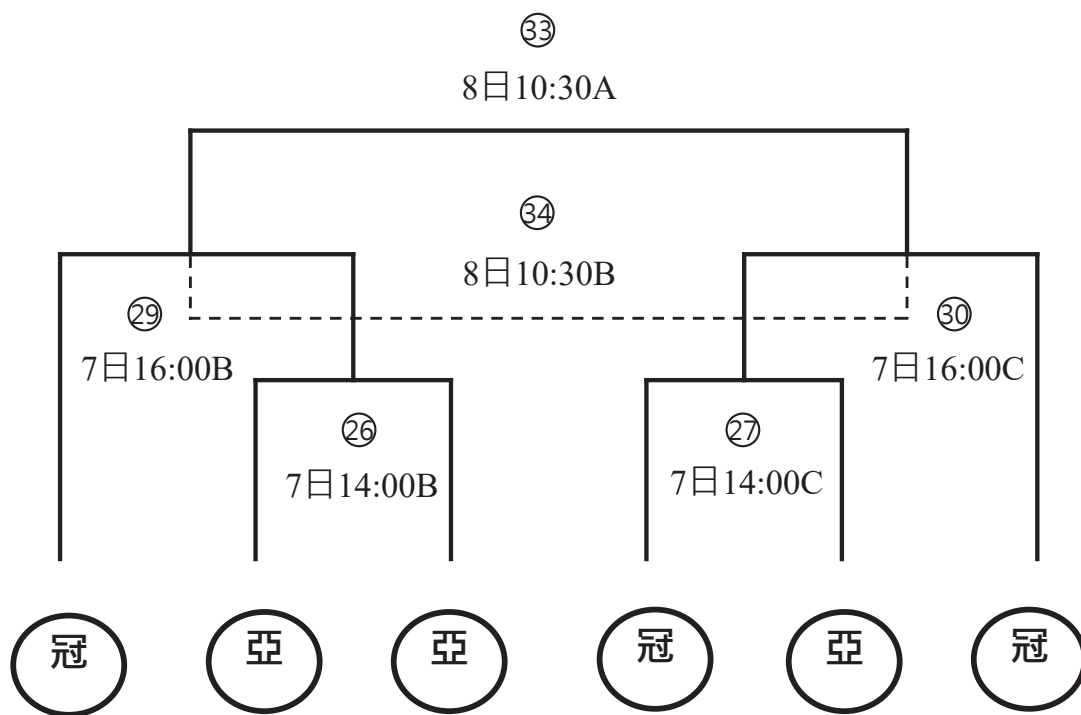 ㉝
8日10:30A
㉞
8日10:30B
㉙
7日16:00B
㉚
7日16:00C
㉖
7日14:00B
㉗
7日14:00C
冠 亞 亞 冠 亞 冠